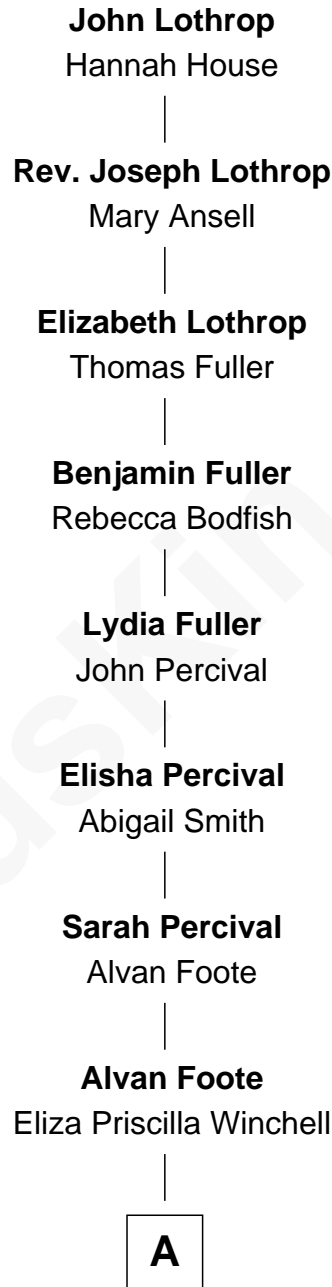 John Lothrop
Hannah House
Rev. Joseph Lothrop
Mary Ansell
Elizabeth Lothrop
Thomas Fuller
Benjamin Fuller
Rebecca Bodfish
Lydia Fuller
John Percival
Elisha Percival
Abigail Smith
Sarah Percival
Alvan Foote
Alvan Foote
Eliza Priscilla Winchell
A